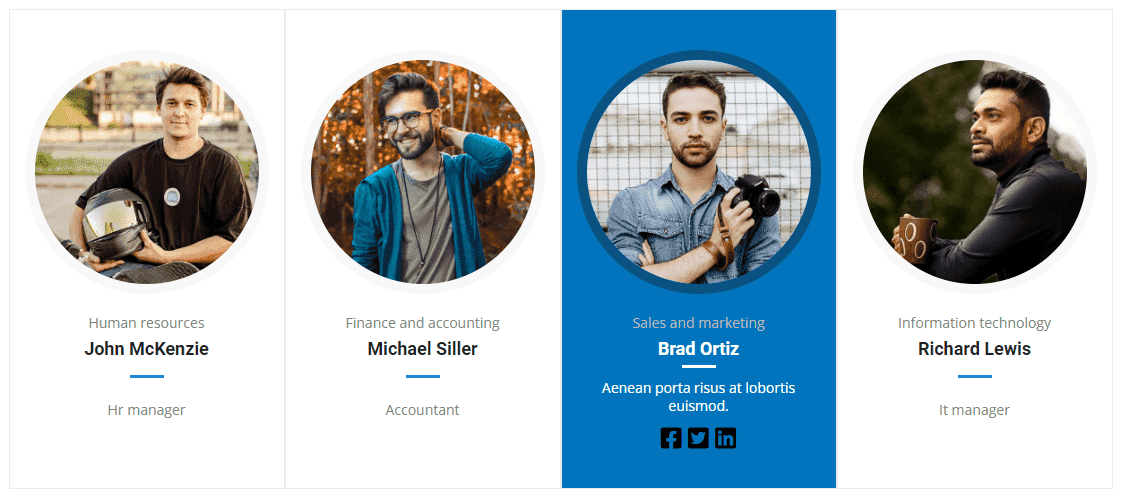 Human resources
John McKenzie
Hr manager
Finance and accounting
Michael Siller
Accountant
Sales and marketing
Brad Ortiz
Aenean porta risus at lobortis
euismod.
Information technology
Richard Lewis
It manager